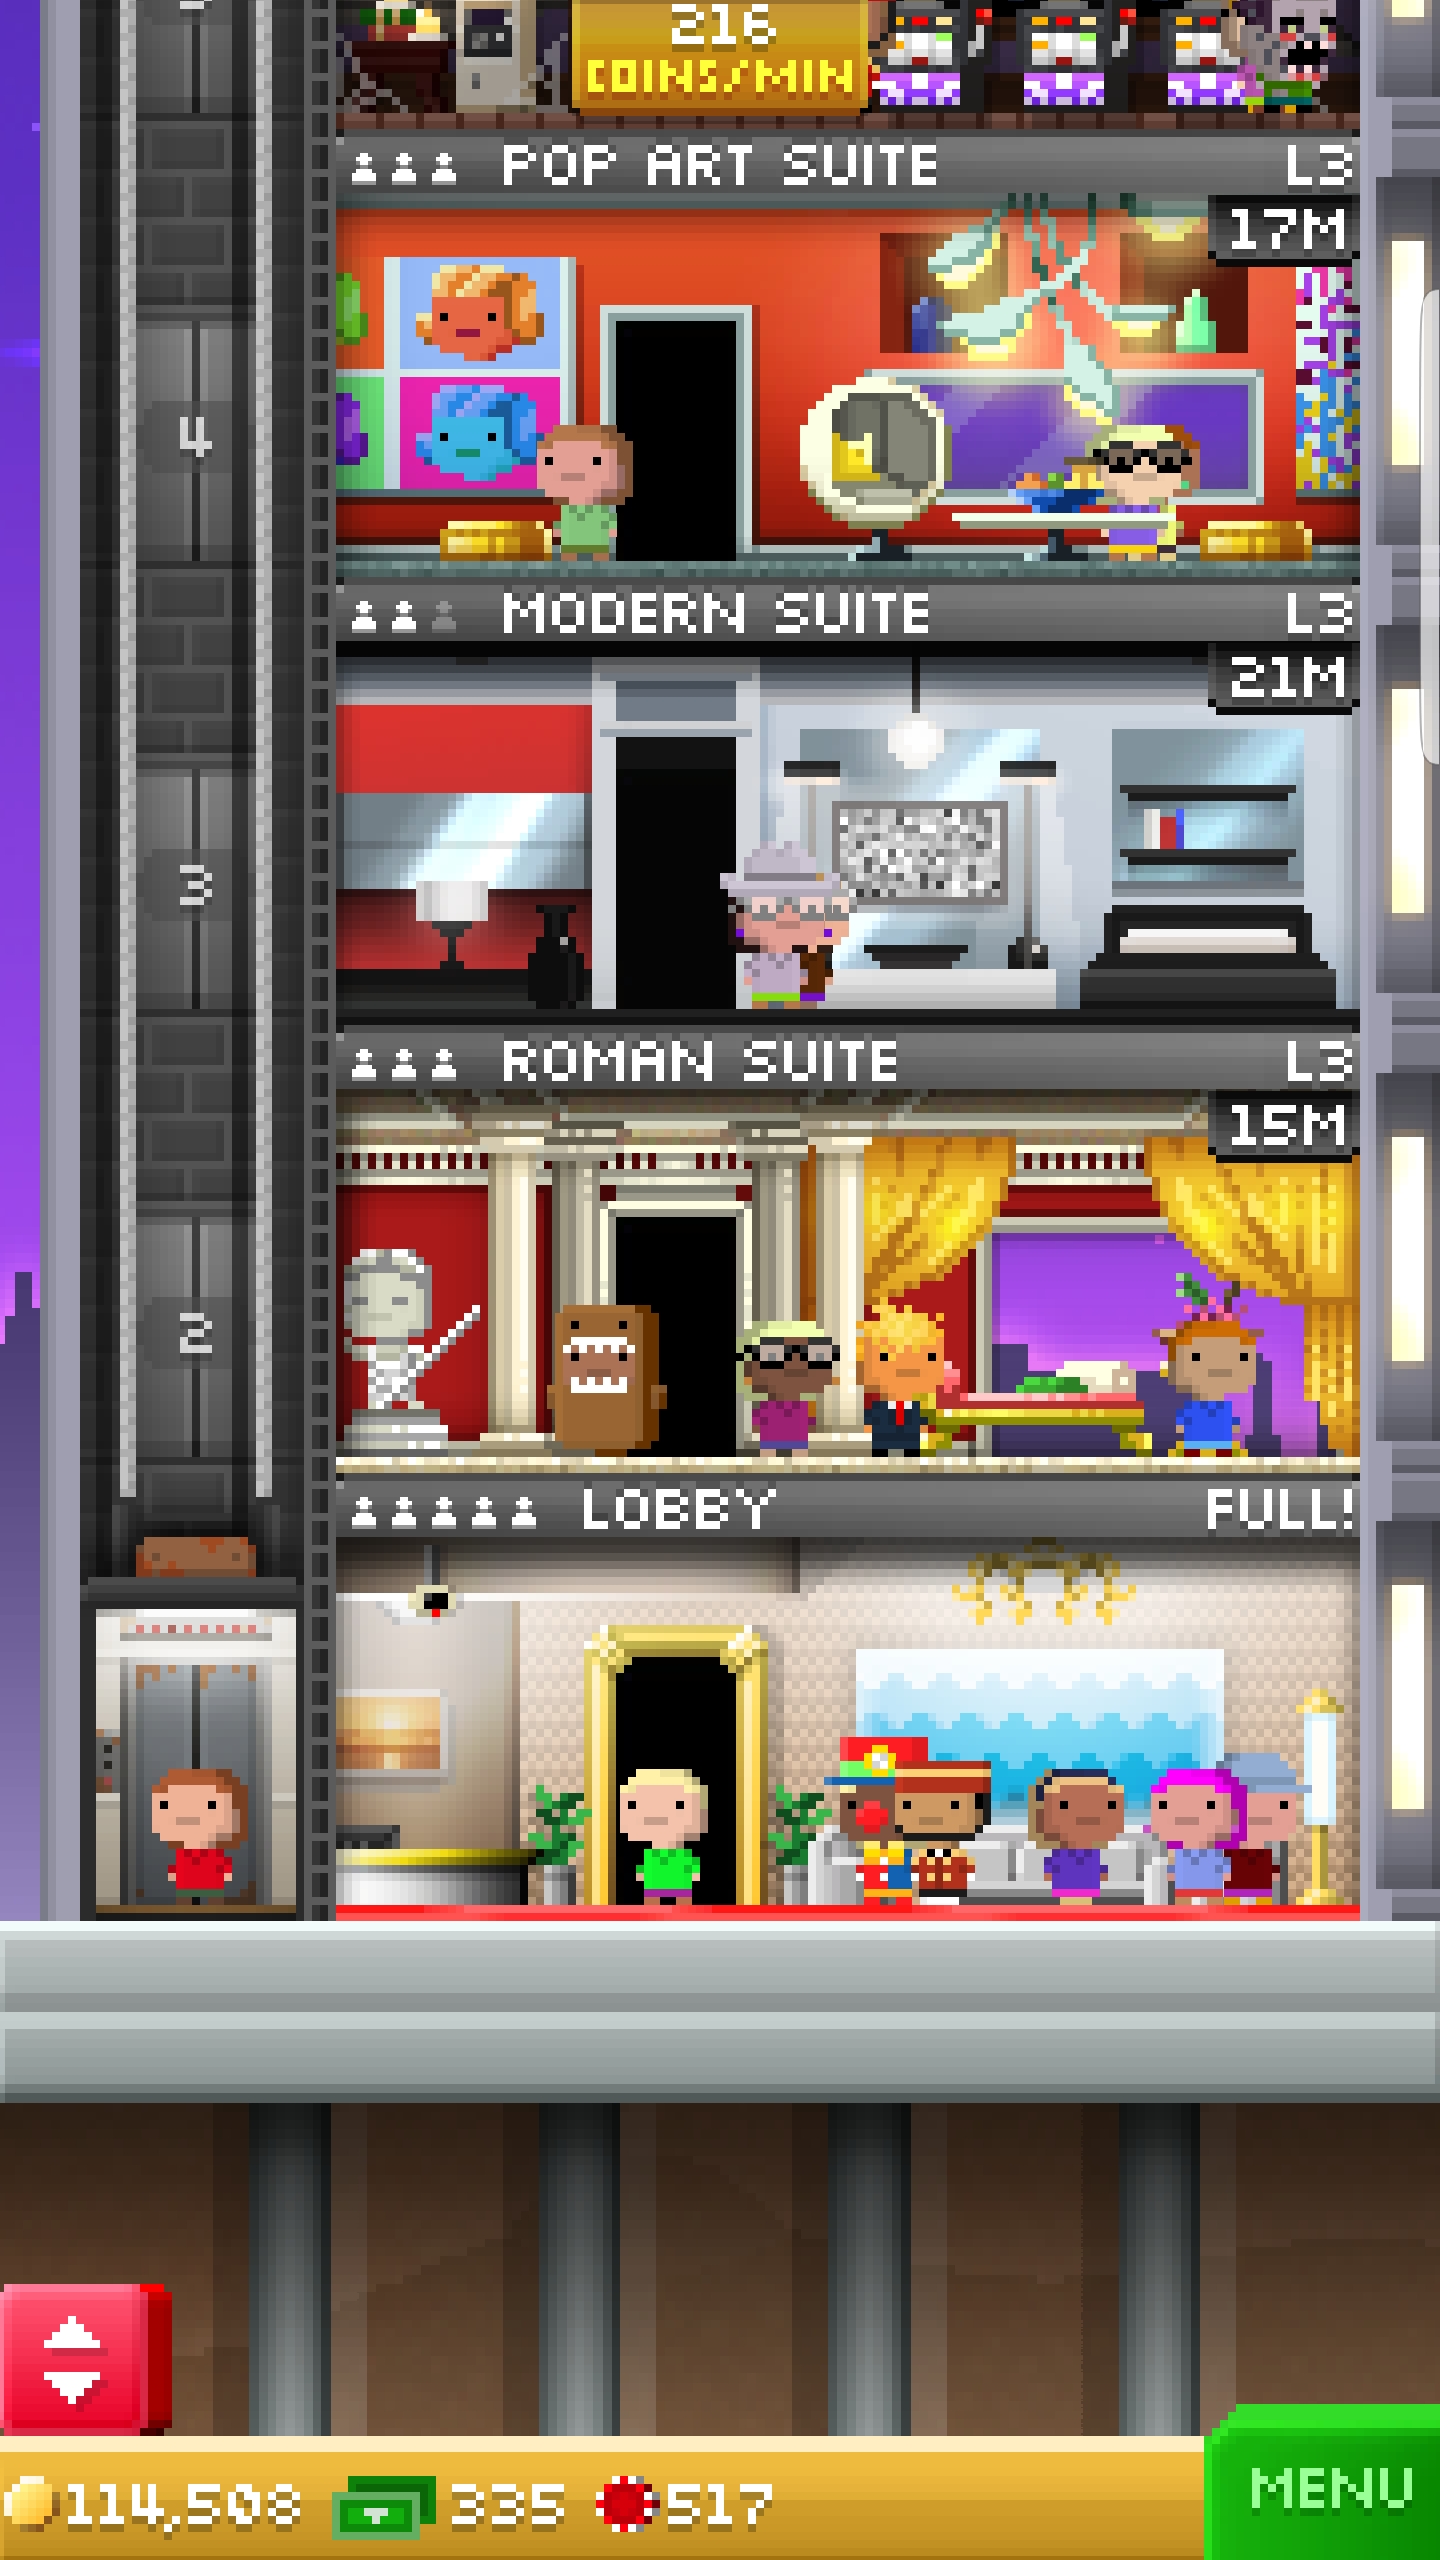 216
COINS/MIN
POP ART SUITE L3
17M
4
MODERN SUITE L3
21M
3
ROMAN SUITE L3
15M
2
LOBBY FULL!
114,508 335 517
MENU